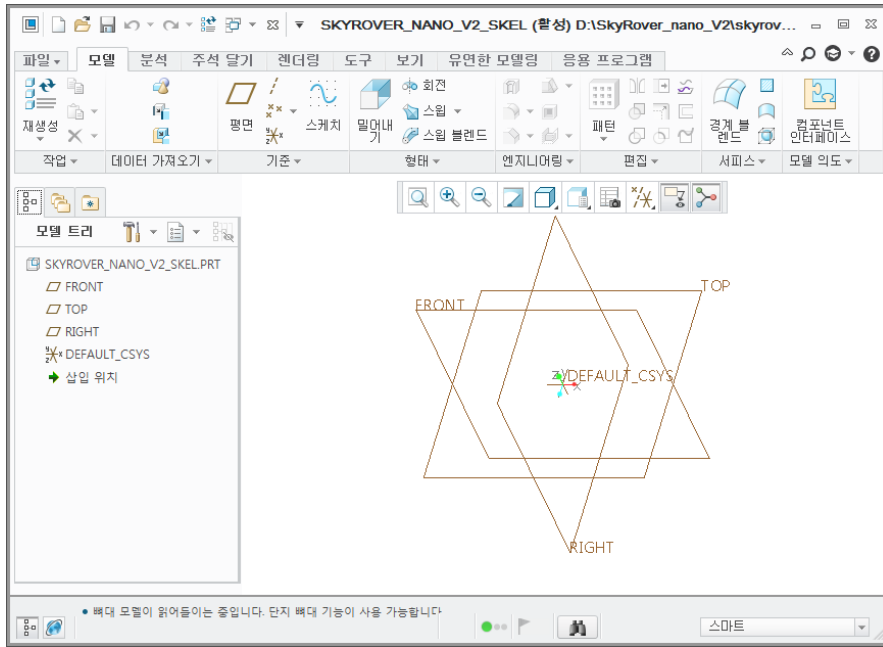 SKYROVER_NANO_V2_SKEL (활성) D:\SkyRover_nano_V2\skyrov...
파일 모델 분석 주석 달기 렌더링 도구 보기 유연한 모델링 응용 프로그램
재생성
평면
스케치
밀어내기
회전
스윕
스윕 블렌드
패턴
경계 블렌드
컴포넌트 인터페이스
작업 데이터 가져오기 기준 형태 엔지니어링 편집 서피스 모델 의도
모델 트리
SKYROVER_NANO_V2_SKEL.PRT
FRONT
TOP
RIGHT
DEFAULT_CSYS
삽입 위치
TOP
FRONT
DEFAULT_CSYS
X
RIGHT
뼈대 모델이 읽어들이는 중입니다. 단지 뼈대 기능이 사용 가능합니다
스마트